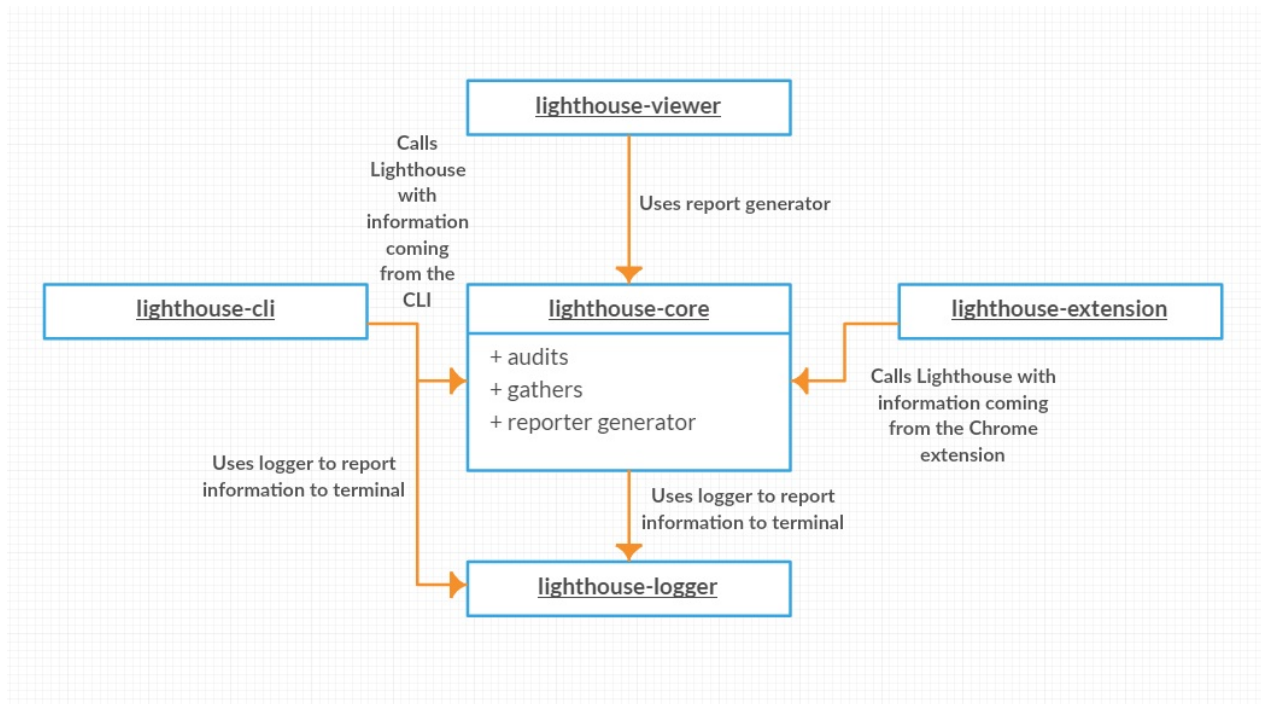 lighthouse-viewer
Calls
Lighthouse
with
information
coming
from the
CLI
Uses report generator
lighthouse-cli
lighthouse-core
+ audits
+ gathers
+ reporter generator
lighthouse-extension
Calls Lighthouse with
information coming
from the Chrome
extension
Uses logger to report
information to terminal
Uses logger to report
information to terminal
lighthouse-logger